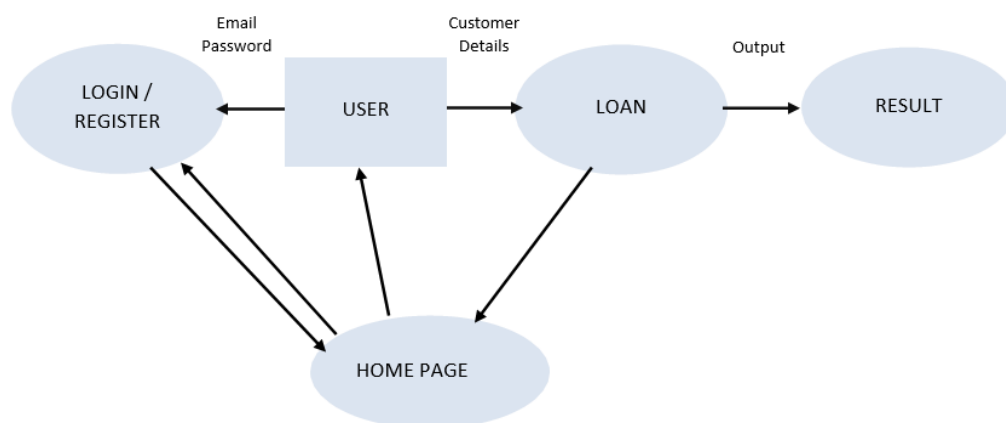 Email
Password
Customer
Details
Output
LOGIN /
REGISTER
USER
LOAN
RESULT
HOME PAGE